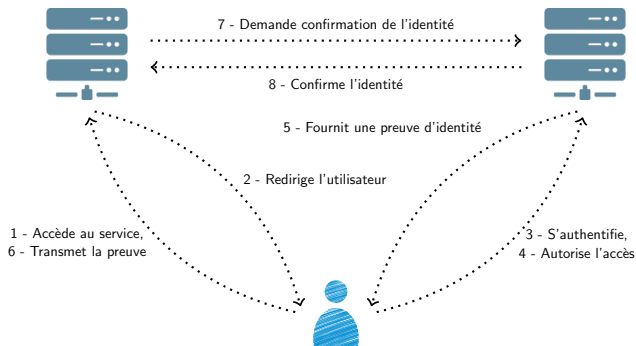 7 - Demande confirmation de l'identité
8 - Confirme l'identité
5 - Fournit une preuve d'identité
2 - Redirige l'utilisateur
1 - Accède au service,
6 - Transmet la preuve
3 - S'authentifie,
4 - Autorise l'accès